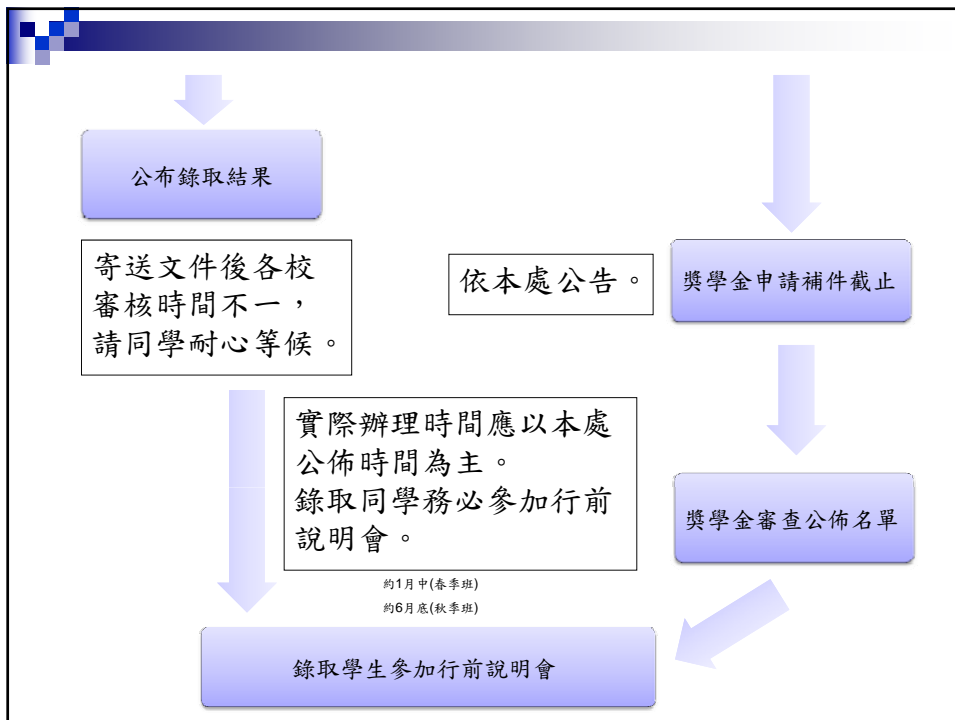 公布錄取結果
寄送文件後各校
審核時間不一，
請同學耐心等候。
依本處公告。
獎學金申請補件截止
實際辦理時間應以本處
公佈時間為主。
錄取同學務必參加行前
說明會。
獎學金審查公佈名單
約1月中(春季班)
約6月底(秋季班)
錄取學生參加行前說明會